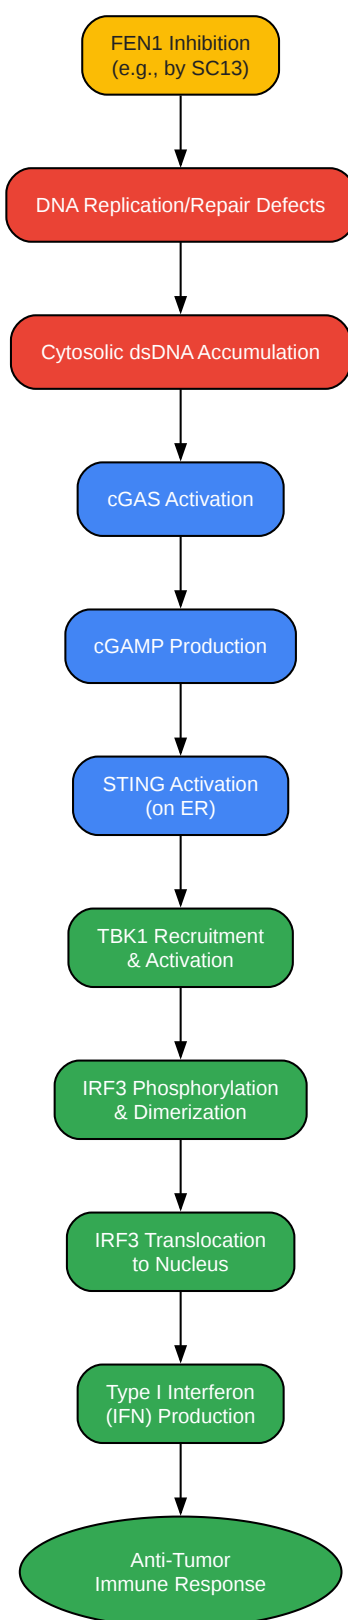 FEN1 Inhibition
(e.g., by SC13)
DNA Replication/Repair Defects
Cytosolic dsDNA Accumulation
cGAS Activation
cGAMP Production
STING Activation
(on ER)
TBK1 Recruitment
& Activation
IRF3 Phosphorylation
& Dimerization
IRF3 Translocation
to Nucleus
Type I Interferon
(IFN) Production
Anti-Tumor
Immune Response